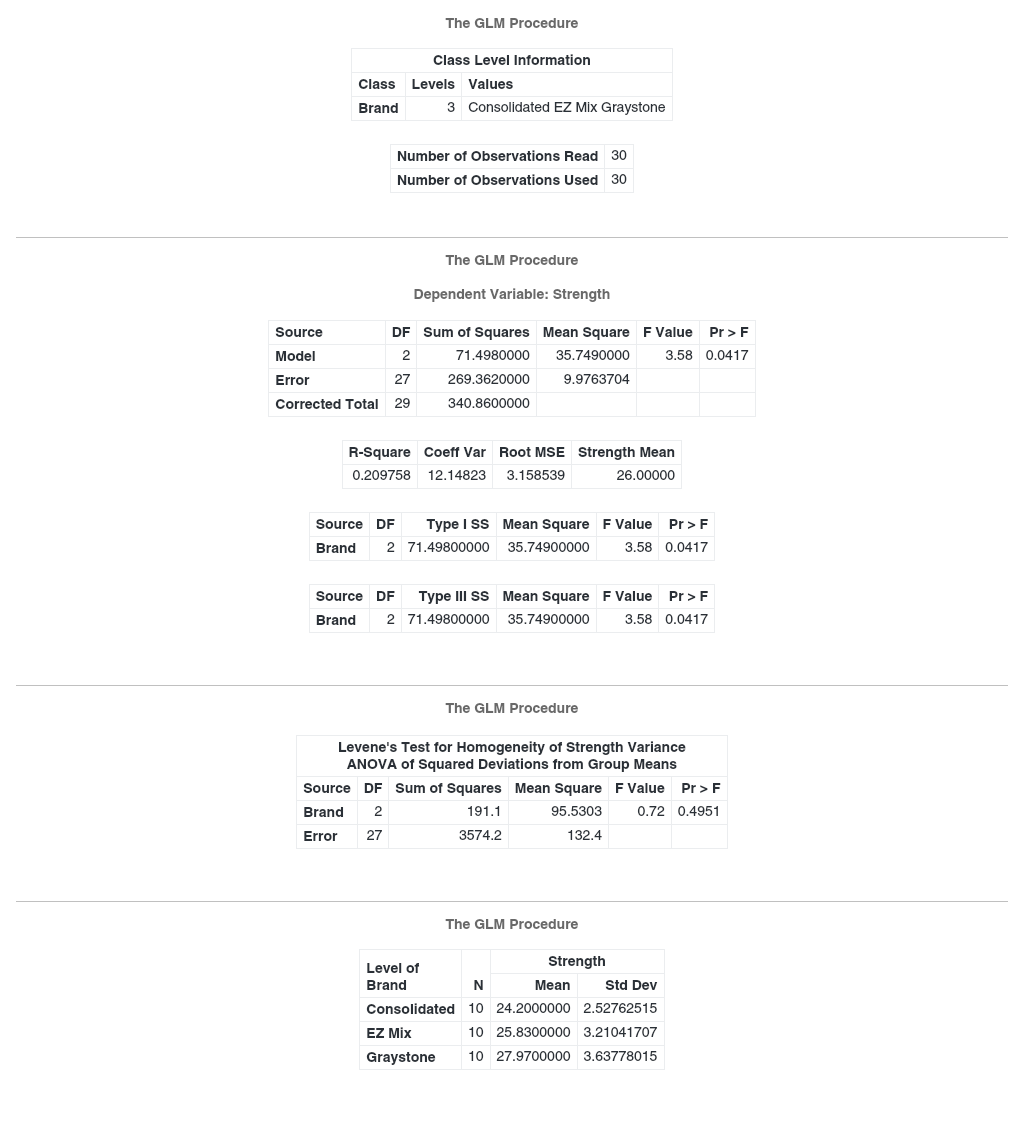 The GLM Procedure
Class Level Information
Class Levels Values
Brand 3 Consolidated EZ Mix Graystone
Number of Observations Read 30
Number of Observations Used 30
The GLM Procedure
Dependent Variable: Strength
Source DF Sum of Squares Mean Square F Value Pr > F
Model 2 71.4980000 35.7490000 3.58 0.0417
Error 27 269.3620000 9.9763704
Corrected Total 29 340.8600000
R-Square Coeff Var Root MSE Strength Mean
0.209758 12.14823 3.158539 26.00000
Source DF Type I SS Mean Square F Value Pr > F
Brand 2 71.49800000 35.74900000 3.58 0.0417
Source DF Type III SS Mean Square F Value Pr > F
Brand 2 71.49800000 35.74900000 3.58 0.0417
The GLM Procedure
Levene's Test for Homogeneity of Strength Variance
ANOVA of Squared Deviations from Group Means
Source DF Sum of Squares Mean Square F Value Pr > F
Brand 2 191.1 95.5303 0.72 0.4951
Error 27 3574.2 132.4
The GLM Procedure
Level of Brand N Strength
Mean Std Dev
Consolidated 10 24.2000000 2.52762515
EZ Mix 10 25.8300000 3.21041707
Graystone 10 27.9700000 3.63778015